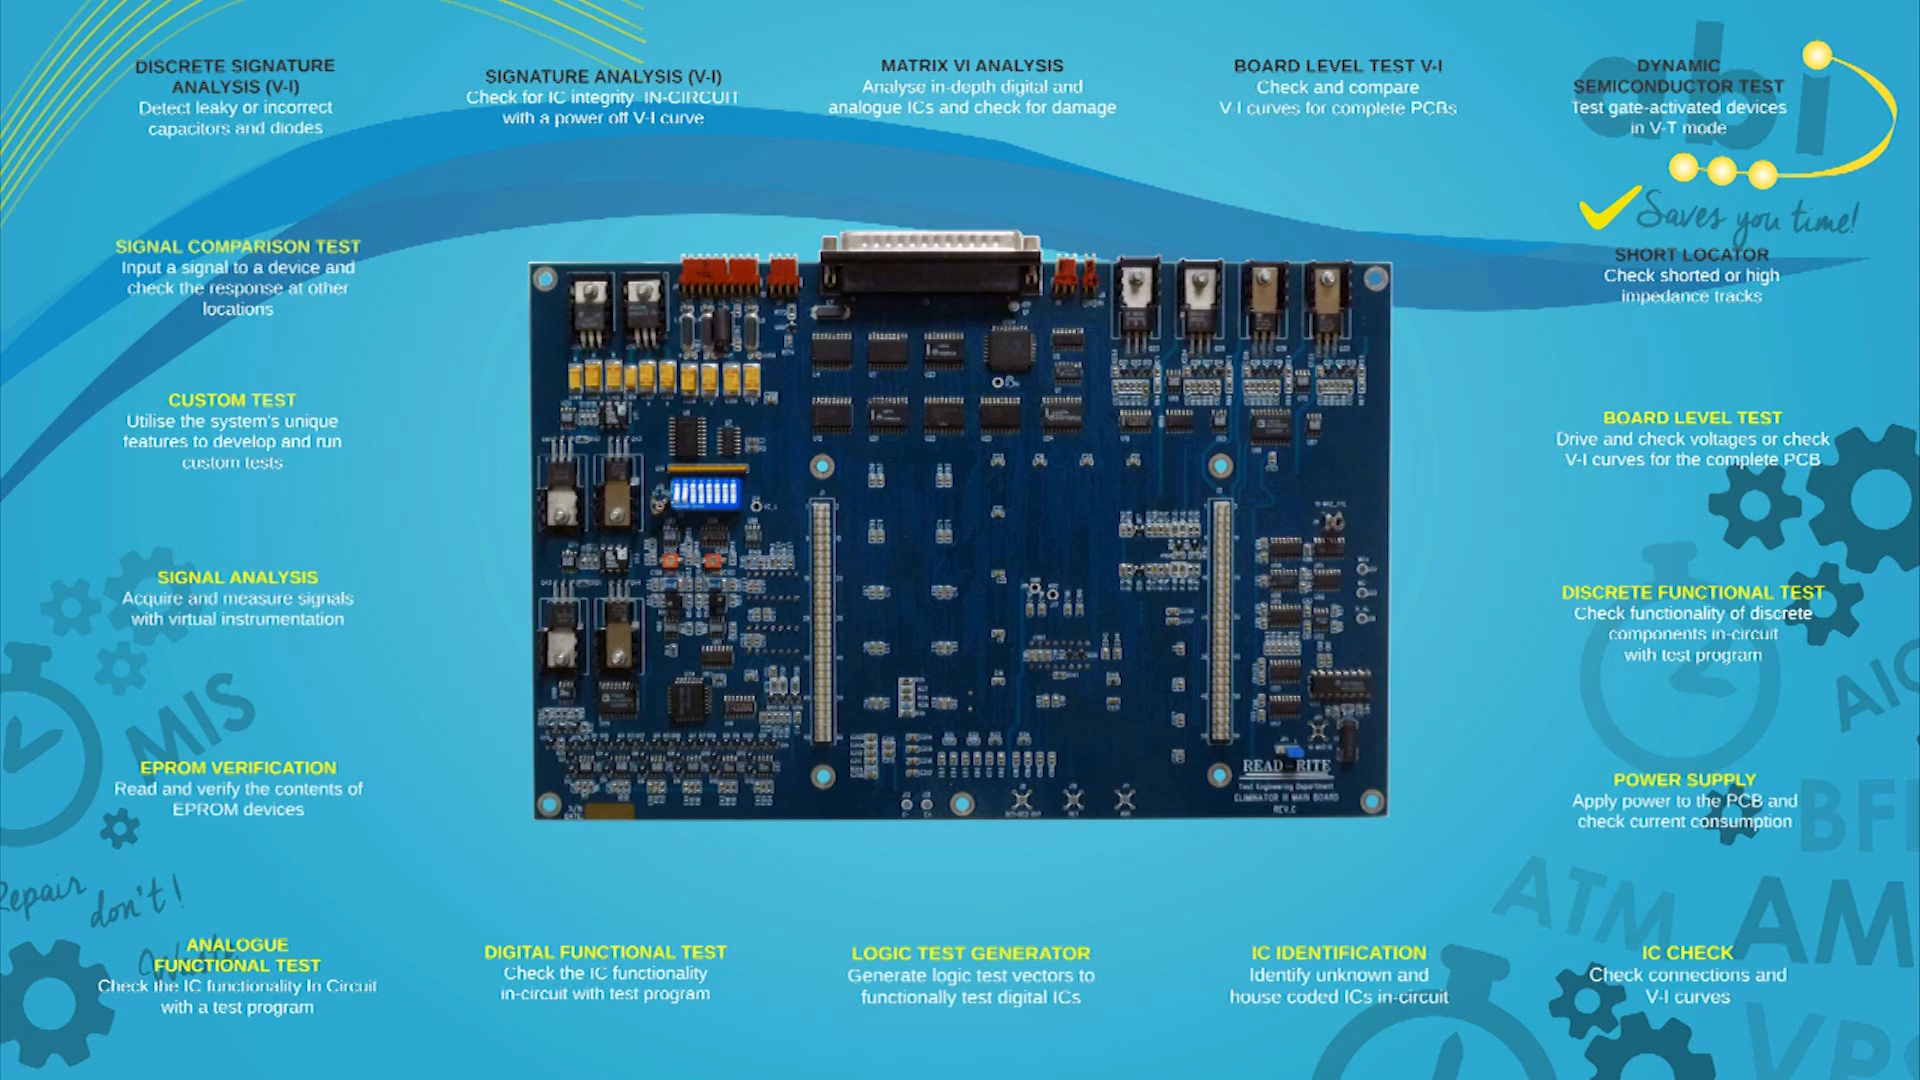 DISCRETE SIGNATURE
ANALYSIS (V-I)
Detect leaky or incorrect
capacitors and diodes
SIGNATURE ANALYSIS (V-I)
Check for IC integrity IN-CIRCUIT
with a power off V-I curve
MATRIX VI ANALYSIS
Analyse in-depth digital and
analogue ICs and check for damage
BOARD LEVEL TEST V-I
Check and compare
V-I curves for complete PCBs
DYNAMIC
SEMICONDUCTOR TEST
Test gate-activated devices
in V-T mode
abi
Saves you time!
SIGNAL COMPARISON TEST
Input a signal to a device and
check the response at other
locations
SHORT LOCATOR
Check shorted or high
impedance tracks
CUSTOM TEST
Utilise the system's unique
features to develop and run
custom tests
BOARD LEVEL TEST
Drive and check voltages or check
V-I curves for the complete PCB
SIGNAL ANALYSIS
Acquire and measure signals
with virtual instrumentation
DISCRETE FUNCTIONAL TEST
Check functionality of discrete
components in-circuit
with test program
MIS
EPROM VERIFICATION
Read and verify the contents of
EPROM devices
READ-RITE
Test Engineering Department
ELIMINATOR III MAIN BOARD
REV.C
POWER SUPPLY
Apply power to the PCB and
check current consumption
Repair
don't!
ATM
ANALOGUE
FUNCTIONAL TEST
Check the IC functionality In Circuit
with a test program
DIGITAL FUNCTIONAL TEST
Check the IC functionality
in-circuit with test program
LOGIC TEST GENERATOR
Generate logic test vectors to
functionally test digital ICs
IC IDENTIFICATION
Identify unknown and
house coded ICs in-circuit
IC CHECK
Check connections and
V-I curves